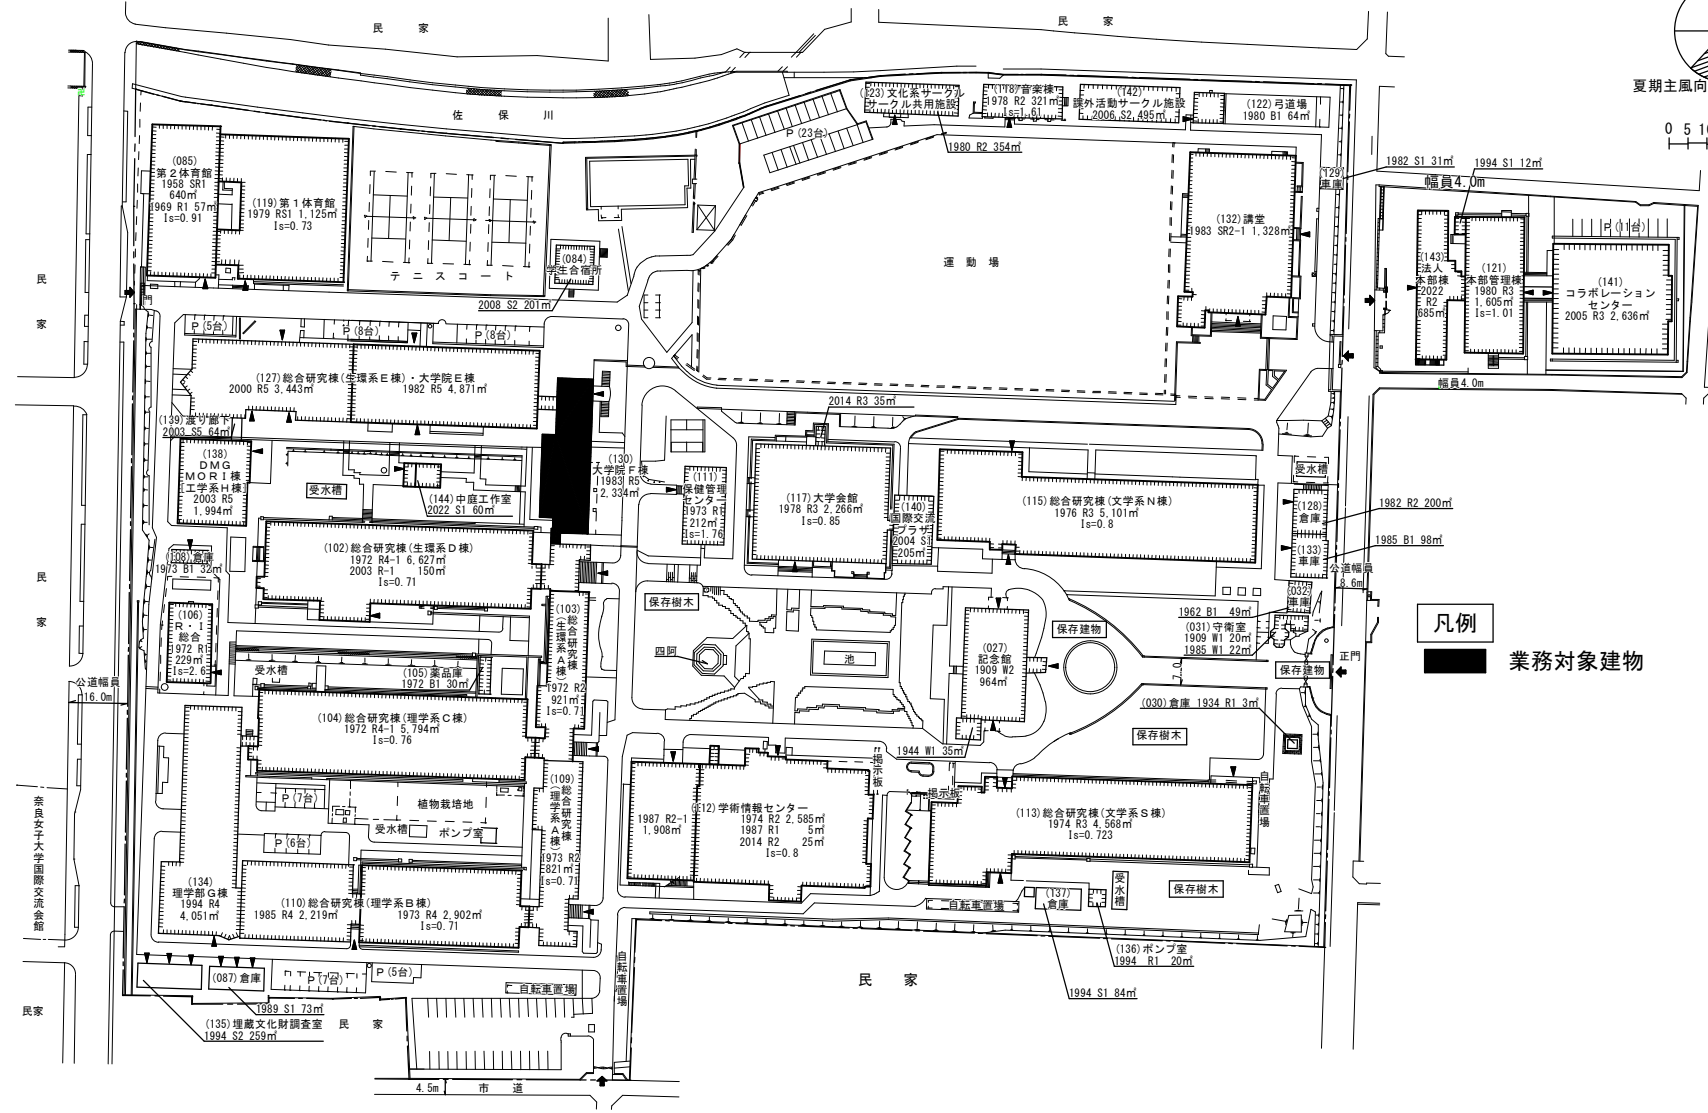 民　家
民　家
夏期主風向
佐　保　川
(123)文化系サークル
サークル共用施設
1980 R2 354㎡
(118)音楽棟
1978 R2 321㎡
Is=1.61
(142)
課外活動サークル施設
2006 S2 495㎡
(122)弓道場
1980 B1 64㎡
0 5
P(23台)
(085)
第２体育館
1958 SR1
640㎡
1969 R1 57㎡
Is=0.91
(119)第１体育館
1979 RS1 1,125㎡
Is=0.73
テニスコート
(084)
学生合宿所
2008 S2 201㎡
運　動　場
(132)講堂
1983 SR2-1 1,328㎡
(129)
車庫
1982 S1 31㎡
1994 S1 12㎡
幅員4.0m
(143)
法人
本部棟
2022
R2
685㎡
(121)
本部管理棟
1980 R3
1,605㎡
Is=1.01
P(11台)
(141)
コラボレーション
センター
2005 R3 2,636㎡
幅員4.0m
民
家
門
P(5台)
P(8台)
P(8台)
(127)総合研究棟(生環系Ｅ棟)・大学院Ｅ棟
2000 R5 3,443㎡
1982 R5 4,871㎡
(139)渡り廊下
2003 S5 64㎡
(138)
ＤＭＧ
ＭＯＲＩ棟
[工学系Ｈ棟]
2003 R5
1,994㎡
受水槽
(144)中庭工作室
2022 S1 60㎡
(130)
大学院Ｆ棟
1983 R5
2,334㎡
(111)
保健管理
センター
1973 R1
212㎡
Is=1.76
2014 R3 35㎡
(117)大学会館
1978 R3 2,266㎡
Is=0.85
(140)
国際交流
プラザ
2004 S1
205㎡
(115)総合研究棟(文学系Ｎ棟)
1976 R3 5,101㎡
Is=0.8
受水槽
(128)
倉庫
1982 R2 200㎡
(133)
車庫
1985 B1 98㎡
公道幅員
8.6m
(032)
車庫
1962 B1 49㎡
(031)守衛室
1909 W1 20㎡
1985 W1 22㎡
正門
保存建物
凡例
業務対象建物
民
家
(102)総合研究棟(生環系Ｄ棟)
1972 R4-1 6,627㎡
2003 R-1 150㎡
Is=0.71
(108)倉庫
1973 B1 32㎡
(106)
Ｒ・Ｉ
総合
1972 R1
229㎡
Is=2.6
(103)総合研究棟(生環系Ａ棟)
1972 R2
921㎡
Is=0.71
保存樹木
四阿
池
(027)
記念館
1909 W2
964㎡
保存建物
7.0
1944 W1 35㎡
(030)倉庫 1934 R1 3㎡
保存樹木
公道幅員
16.0m
受水槽
(105)薬品庫
1972 B1 30㎡
(104)総合研究棟(理学系Ｃ棟)
1972 R4-1 5,794㎡
Is=0.76
P(7台)
植物栽培地
受水槽
ポンプ室
P(6台)
(109)総合研究棟(理学系Ａ棟)
1973 R2
821㎡
Is=0.71
1987 R2-1
1,908㎡
(112)学術情報センター
1974 R2 2,585㎡
1987 R1 5㎡
2014 R2 25㎡
Is=0.8
掲示板
掲示板
(113)総合研究棟(文学系Ｓ棟)
1974 R3 4,568㎡
Is=0.723
自転車置場
奈良女子大学国際交流会館
(134)
理学部Ｇ棟
1994 R4
4,051㎡
(110)総合研究棟(理学系Ｂ棟)
1985 R4 2,219㎡
1973 R4 2,902㎡
Is=0.71
自転車置場
(137)
倉庫
受水槽
保存樹木
(136)ポンプ室
1994 R1 20㎡
1994 S1 84㎡
民　家
民家
(087)倉庫
1989 S1 73㎡
(135)埋蔵文化財調査室
1994 S2 259㎡
P(7台)
P(5台)
自転車置場
自転車置場
民　家
4.5m
市　道